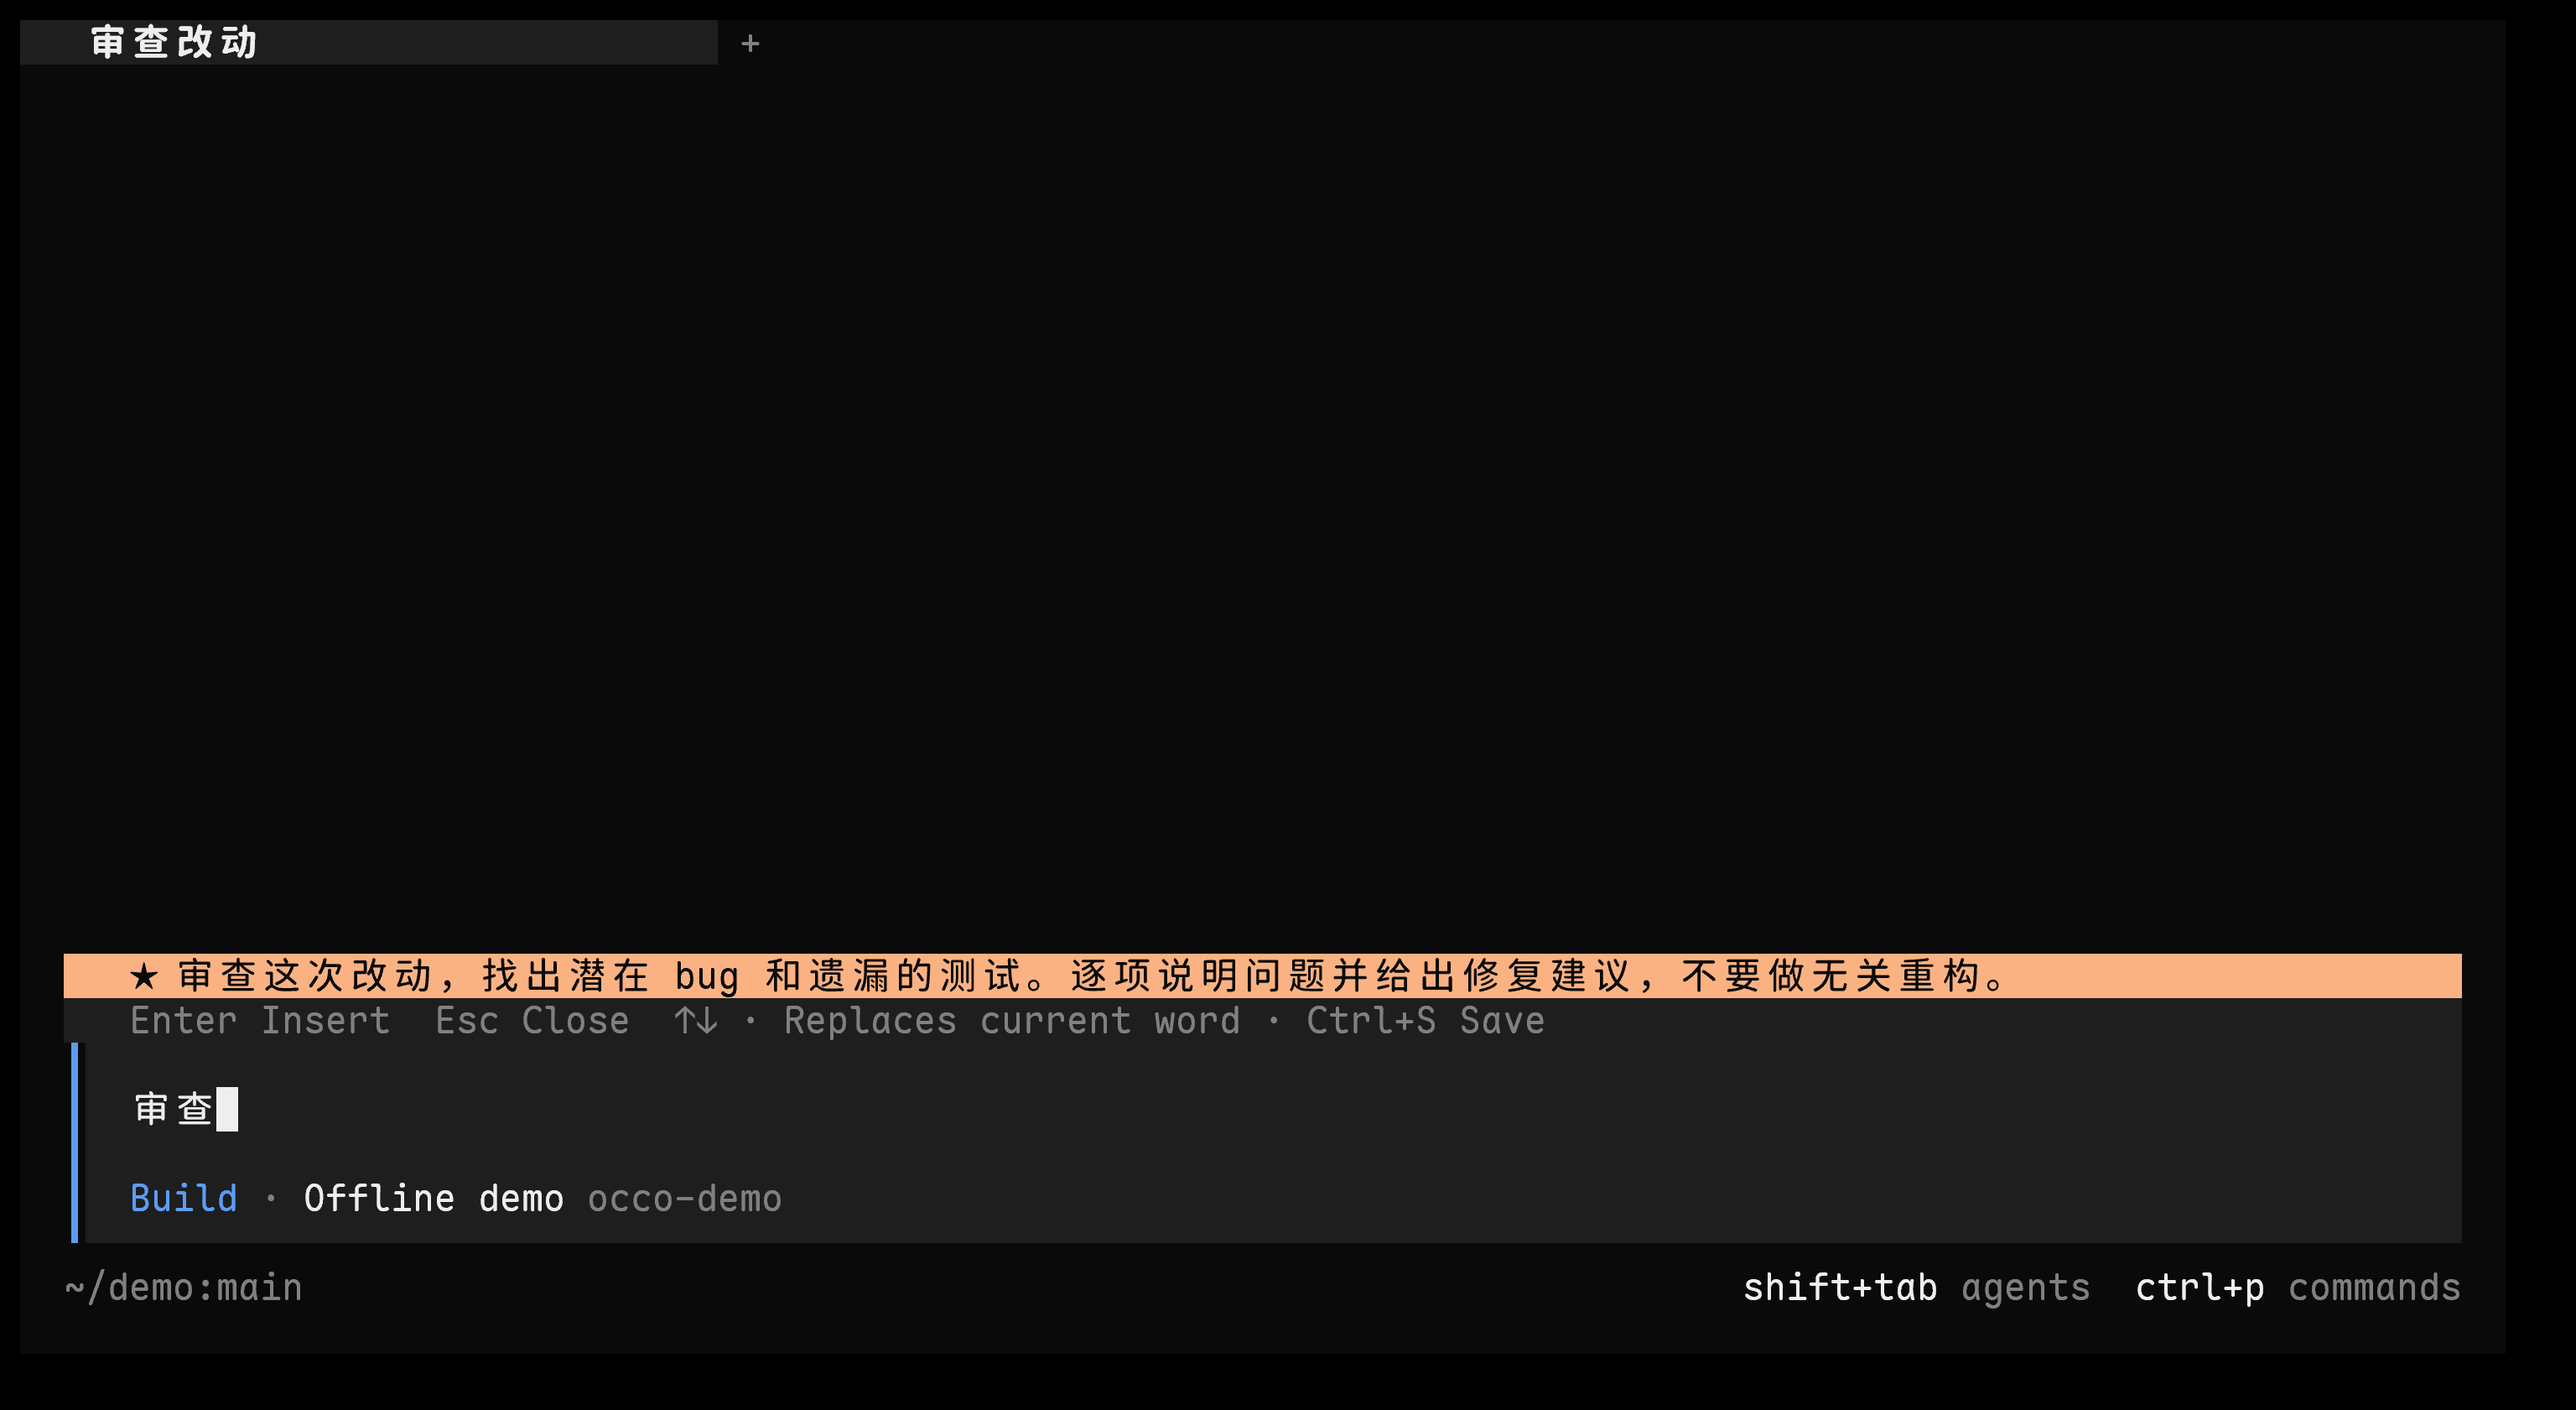 审查改动 +
★ 审查这次改动，找出潜在 bug 和遗漏的测试。逐项说明问题并给出修复建议，不要做无关重构。
Enter Insert  Esc Close  ↑↓ · Replaces current word · Ctrl+S Save
审查
Build · Offline demo occo-demo
~/demo:main  shift+tab agents  ctrl+p commands